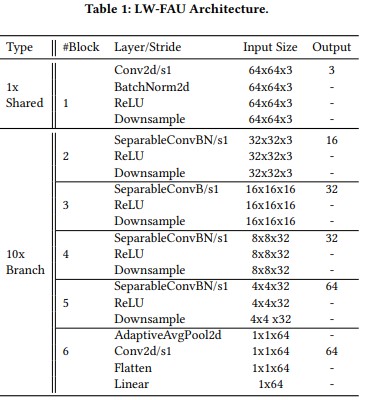 Table 1: LW-FAU Architecture.
Type #Block Layer/Stride Input Size Output
Conv2d/s1 64x64x3 3
1x BatchNorm2d 64x64x3 -
Shared 1 ReLU 64x64x3 -
Downsample 64x64x3 -
SeparableConvBN/s1 32x32x3 16
2 ReLU 32x32x3 -
Downsample 32x32x3 -
SeparableConvB/s1 16x16x16 32
3 ReLU 16x16x16 -
Downsample 16x16x16 -
SeparableConvBN/s1 8x8x32 32
10x 4 ReLU 8x8x32 -
Branch Downsample 8x8x32 -
SeparableConvBN/s1 4x4x32 64
5 ReLU 4x4x32 -
Downsample 4x4 x32 -
AdaptiveAvgPool2d 1x1x64 -
6 Conv2d/s1 1x1x64 64
Flatten 1x1x64 -
Linear 1x64 -